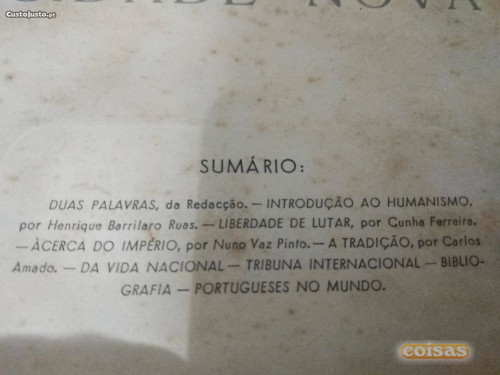 CustoJusto.pt
CIDADE NOVA
SUMÁRIO:
DUAS PALAVRAS, da Redacção. — INTRODUÇÃO AO HUMANISMO,
por Henrique Barrilaro Ruas. — LIBERDADE DE LUTAR, por Cunha Ferreira.
— ÀCERCA DO IMPÉRIO, por Nuno Vaz Pinto. — A TRADIÇÃO, por Carlos
Amado. — DA VIDA NACIONAL — TRIBUNA INTERNACIONAL — BIBLIO-
GRAFIA — PORTUGUESES NO MUNDO.
coisas